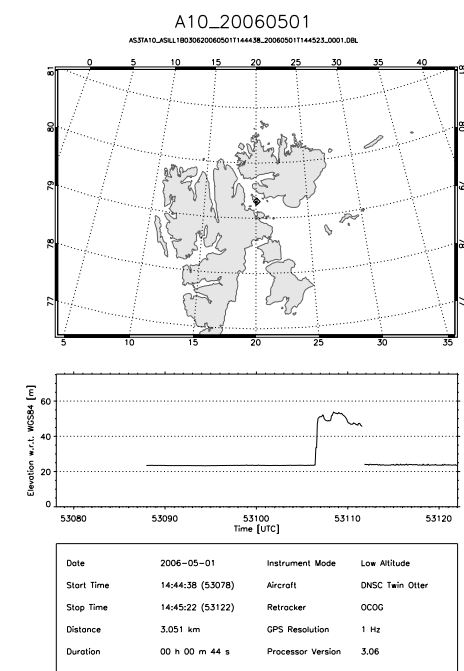 A10_20060501
AS3TA10_ASILL1B030620060501T144438_20060501T144523_0001.DBL
0 5 10 15 20 25 30 35
81
80 80
79 79
78 78
77
5 10 15 20 25 30 35
Elevation w.r.t. WGS84 [m]
60
40
20
0
53080 53090 53100 53110 53120
Time [UTC]
Date 2006-05-01 Instrument Mode Low Altitude
Start Time 14:44:38 (53078) Aircraft DNSC Twin Otter
Stop Time 14:45:22 (53122) Retracker OCOG
Distance 3.051 km GPS Resolution 1 Hz
Duration 00 h 00 m 44 s Processor Version 3.06